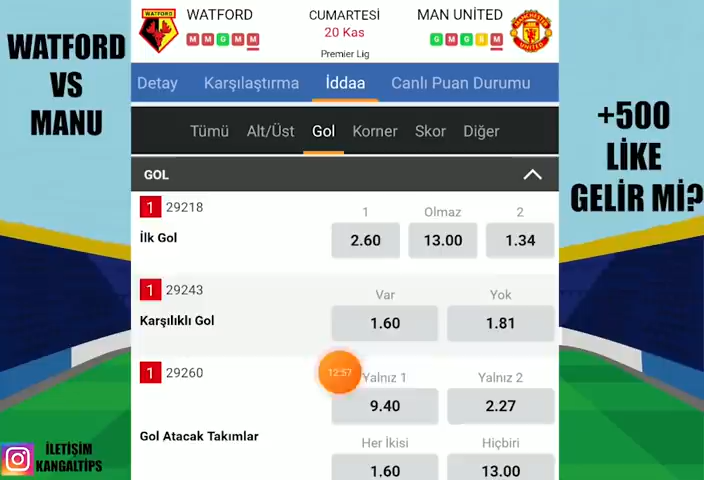 WATFORD
VS
MANU
WATFORD
M M G M M
CUMARTESİ
20 Kas
Premier Lig
MAN UNİTED
G M G B M
Detay Karşılaştırma İddaa Canlı Puan Durumu
Tümü Alt/Üst Gol Korner Skor Diğer
GOL
1 29218
İlk Gol
1 Olmaz 2
2.60 13.00 1.34
1 29243
Karşılıklı Gol
Var Yok
1.60 1.81
1 29260
12:57
Yalnız 1 Yalnız 2
9.40 2.27
Gol Atacak Takımlar
Her İkisi Hiçbiri
1.60 13.00
+500
LİKE
GELİR Mİ?
İLETİŞİM
KANGALTIPS